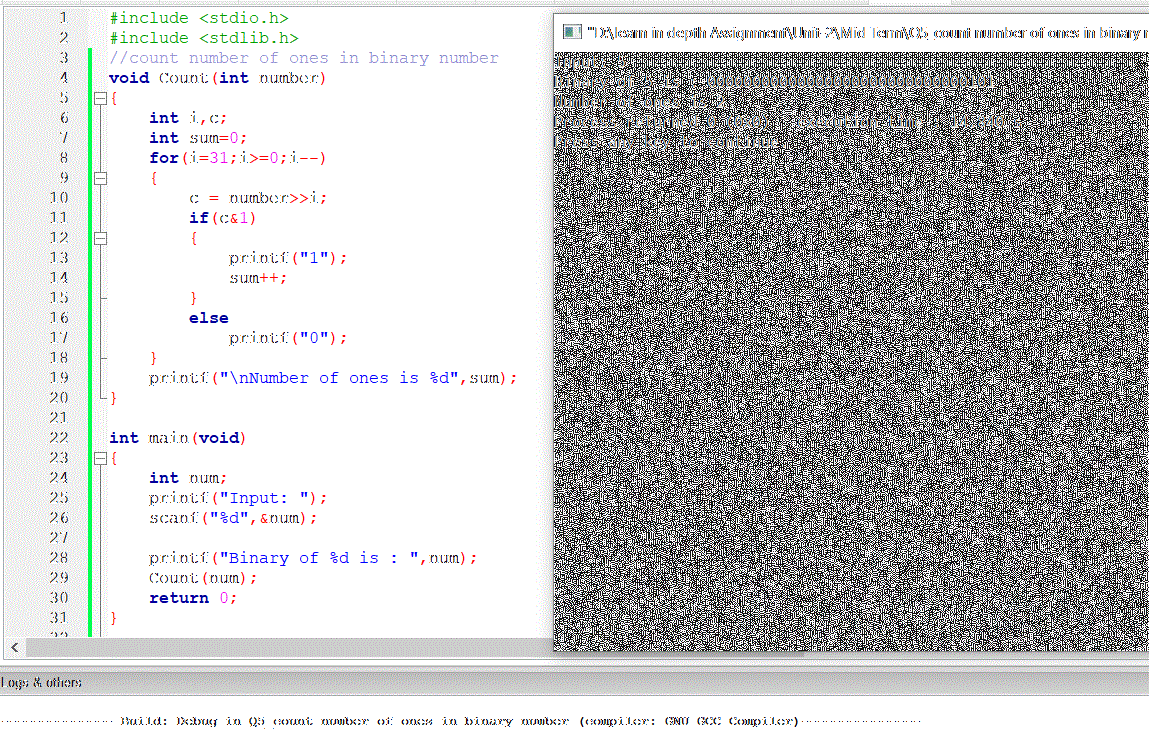 1 #include <stdio.h>
2 #include <stdlib.h>
3 //count number of ones in binary number
4 void Count(int number)
5 {
6 int i,c;
7 int sum=0;
8 for(i=31;i>=0;i--)
9 {
10 c = number>>i;
11 if(c&1)
12 {
13 printf("1");
14 sum++;
15 }
16 else
17 printf("0");
18 }
19 printf("\nNumber of ones is %d",sum);
20 }
21
22 int main(void)
23 {
24 int num;
25 printf("Input: ");
26 scanf("%d",&num);
27
28 printf("Binary of %d is : ",num);
29 Count(num);
30 return 0;
31 }
32
"D:\learn in depth Assignment\Unit-2\Mid Term\Q5 count number of ones in binary
Logs & others
Build: Debug in Q5 count number of ones in binary number (compiler: GNU GCC Compiler)